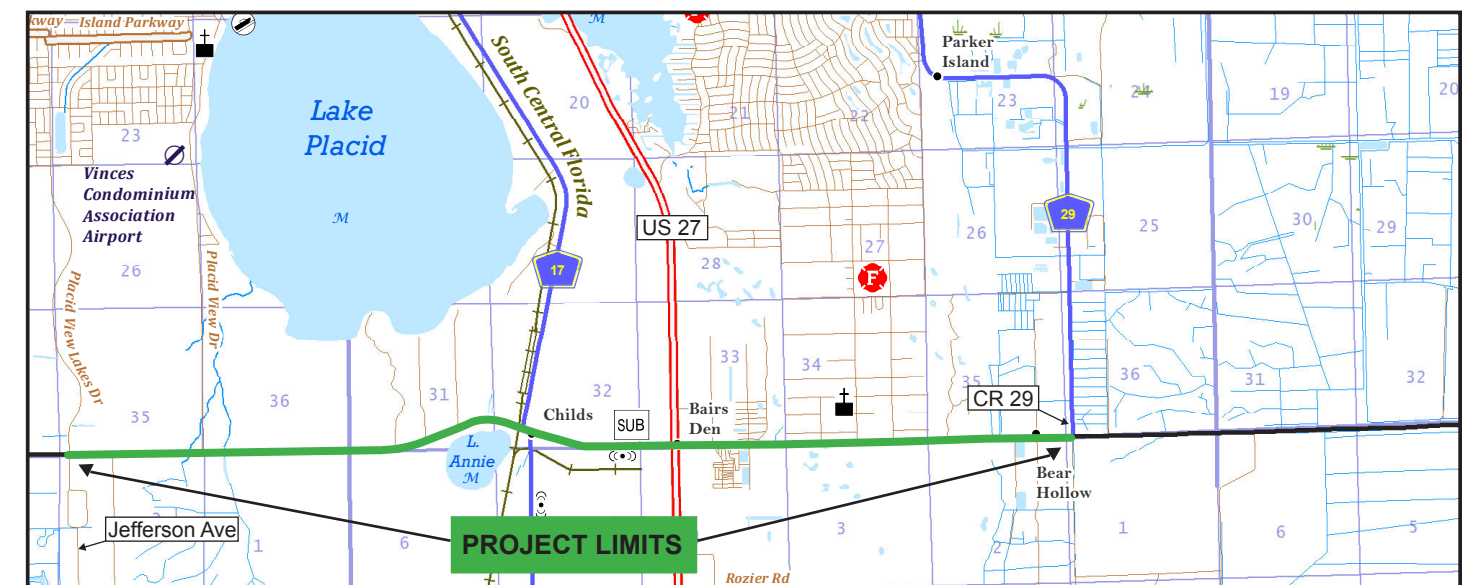 kway
Island Parkway
Lake
Placid
M
M
South Central Florida
Parker
Island
20
21
22
23
24
19
20
23
Vinces
Condominium
Association
Airport
26
Placid View Lakes Dr
Placid View Dr
17
US 27
28
27
F
26
29
25
30
29
35
36
31
32
33
34
35
CR 29
36
31
32
Childs
SUB
Bairs
Den
L.
Annie
M
Bear
Hollow
Jefferson Ave
1
6
PROJECT LIMITS
3
2
1
6
5
Rozier Rd